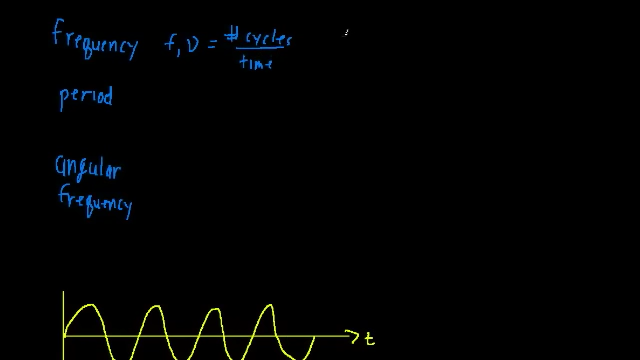 frequency f, ν = # cycles / time
period
angular
frequency
t